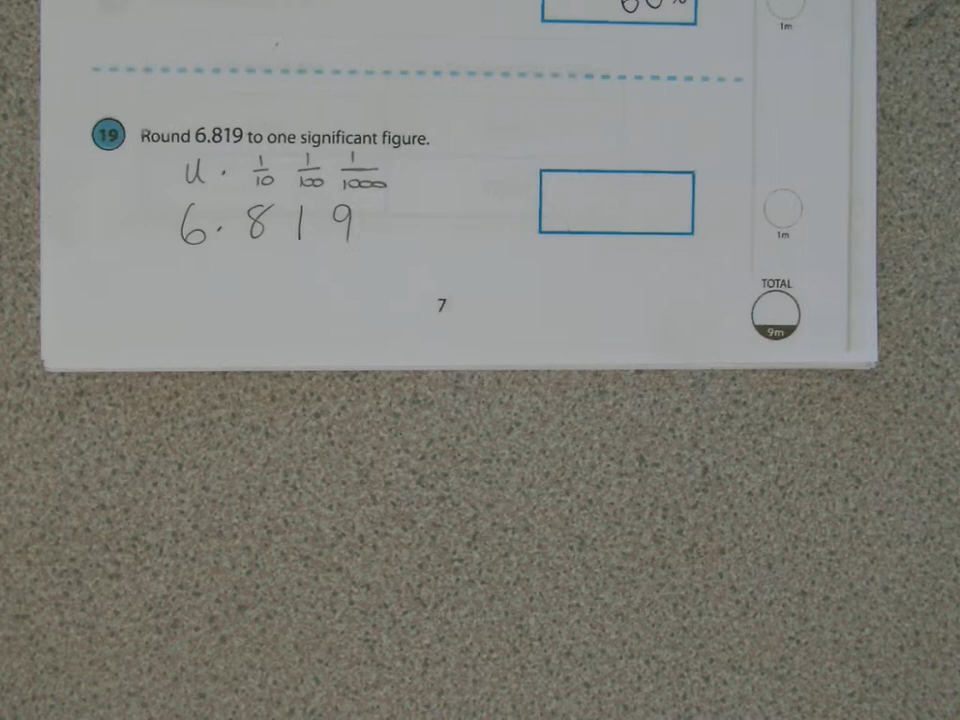 1m
19 Round 6.819 to one significant figure.
U . 1/10 1/100 1/1000
6 . 8 1 9
1m
TOTAL
7
9m